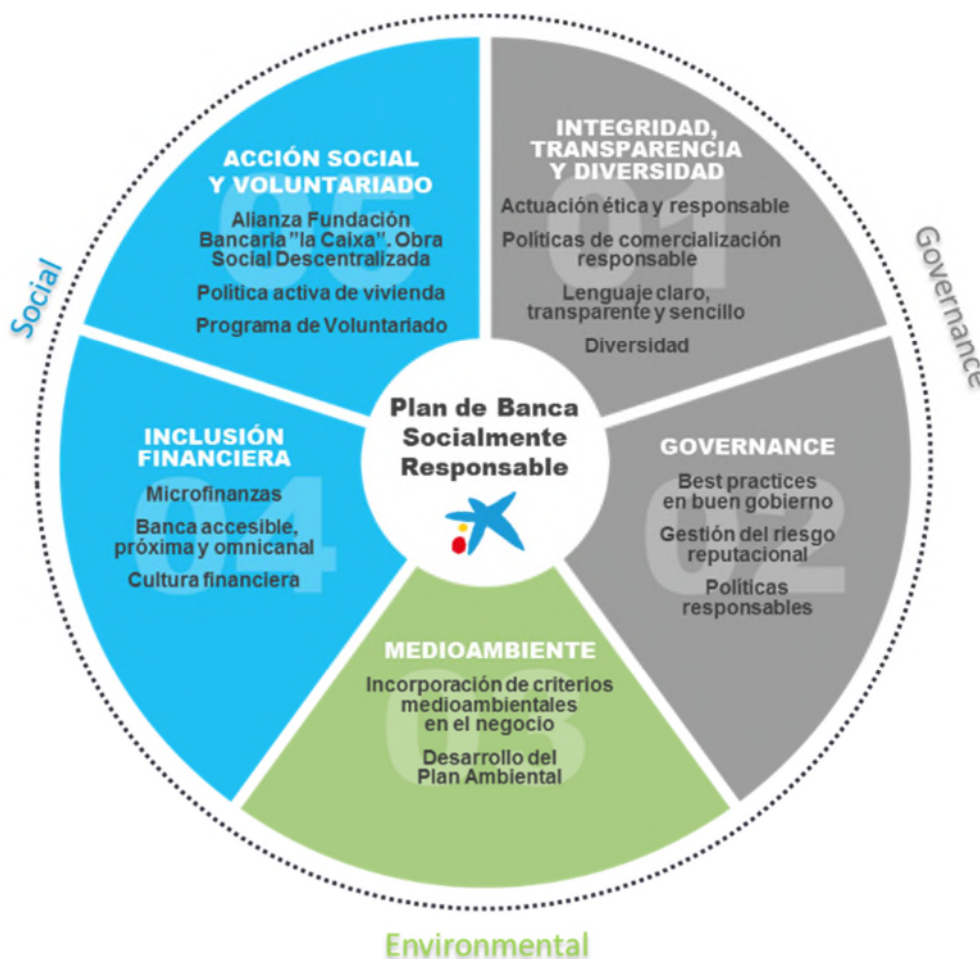 Plan de Banca
Socialmente
Responsable
01
INTEGRIDAD,
TRANSPARENCIA
Y DIVERSIDAD
Actuación ética y responsable
Políticas de comercialización
responsable
Lenguaje claro,
transparente y sencillo
Diversidad
02
GOVERNANCE
Best practices
en buen gobierno
Gestión del riesgo
reputacional
Políticas
responsables
Governance
03
MEDIOAMBIENTE
Incorporación de criterios
medioambientales
en el negocio
Desarrollo del
Plan Ambiental
Environmental
04
INCLUSIÓN
FINANCIERA
Microfinanzas
Banca accesible,
próxima y omnicanal
Cultura financiera
05
ACCIÓN SOCIAL
Y VOLUNTARIADO
Alianza Fundación
Bancaria "la Caixa". Obra
Social Descentralizada
Política activa de vivienda
Programa de Voluntariado
Social